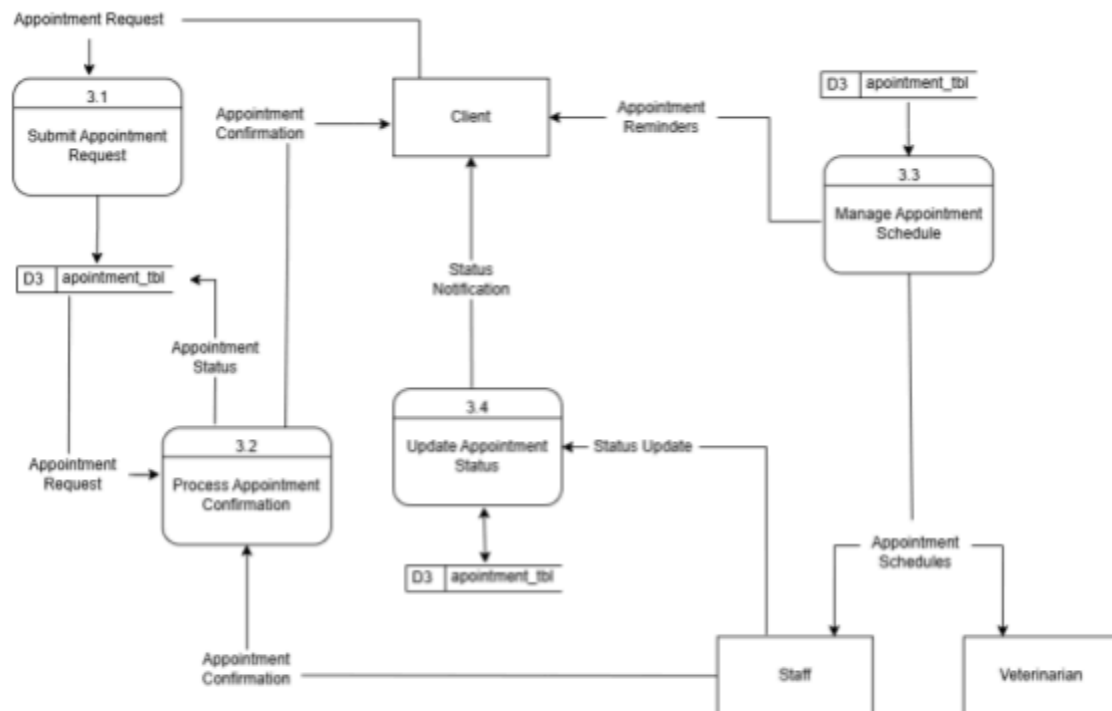 Appointment Request
3.1
Submit Appointment
Request
Appointment
Confirmation
Client
Appointment
Reminders
D3 apointment_tbl
3.3
Manage Appointment
Schedule
D3 apointment_tbl
Status
Notification
Appointment
Status
3.4
Update Appointment
Status
Status Update
3.2
Process Appointment
Confirmation
Appointment
Request
D3 apointment_tbl
Appointment
Schedules
Appointment
Confirmation
Staff
Veterinarian